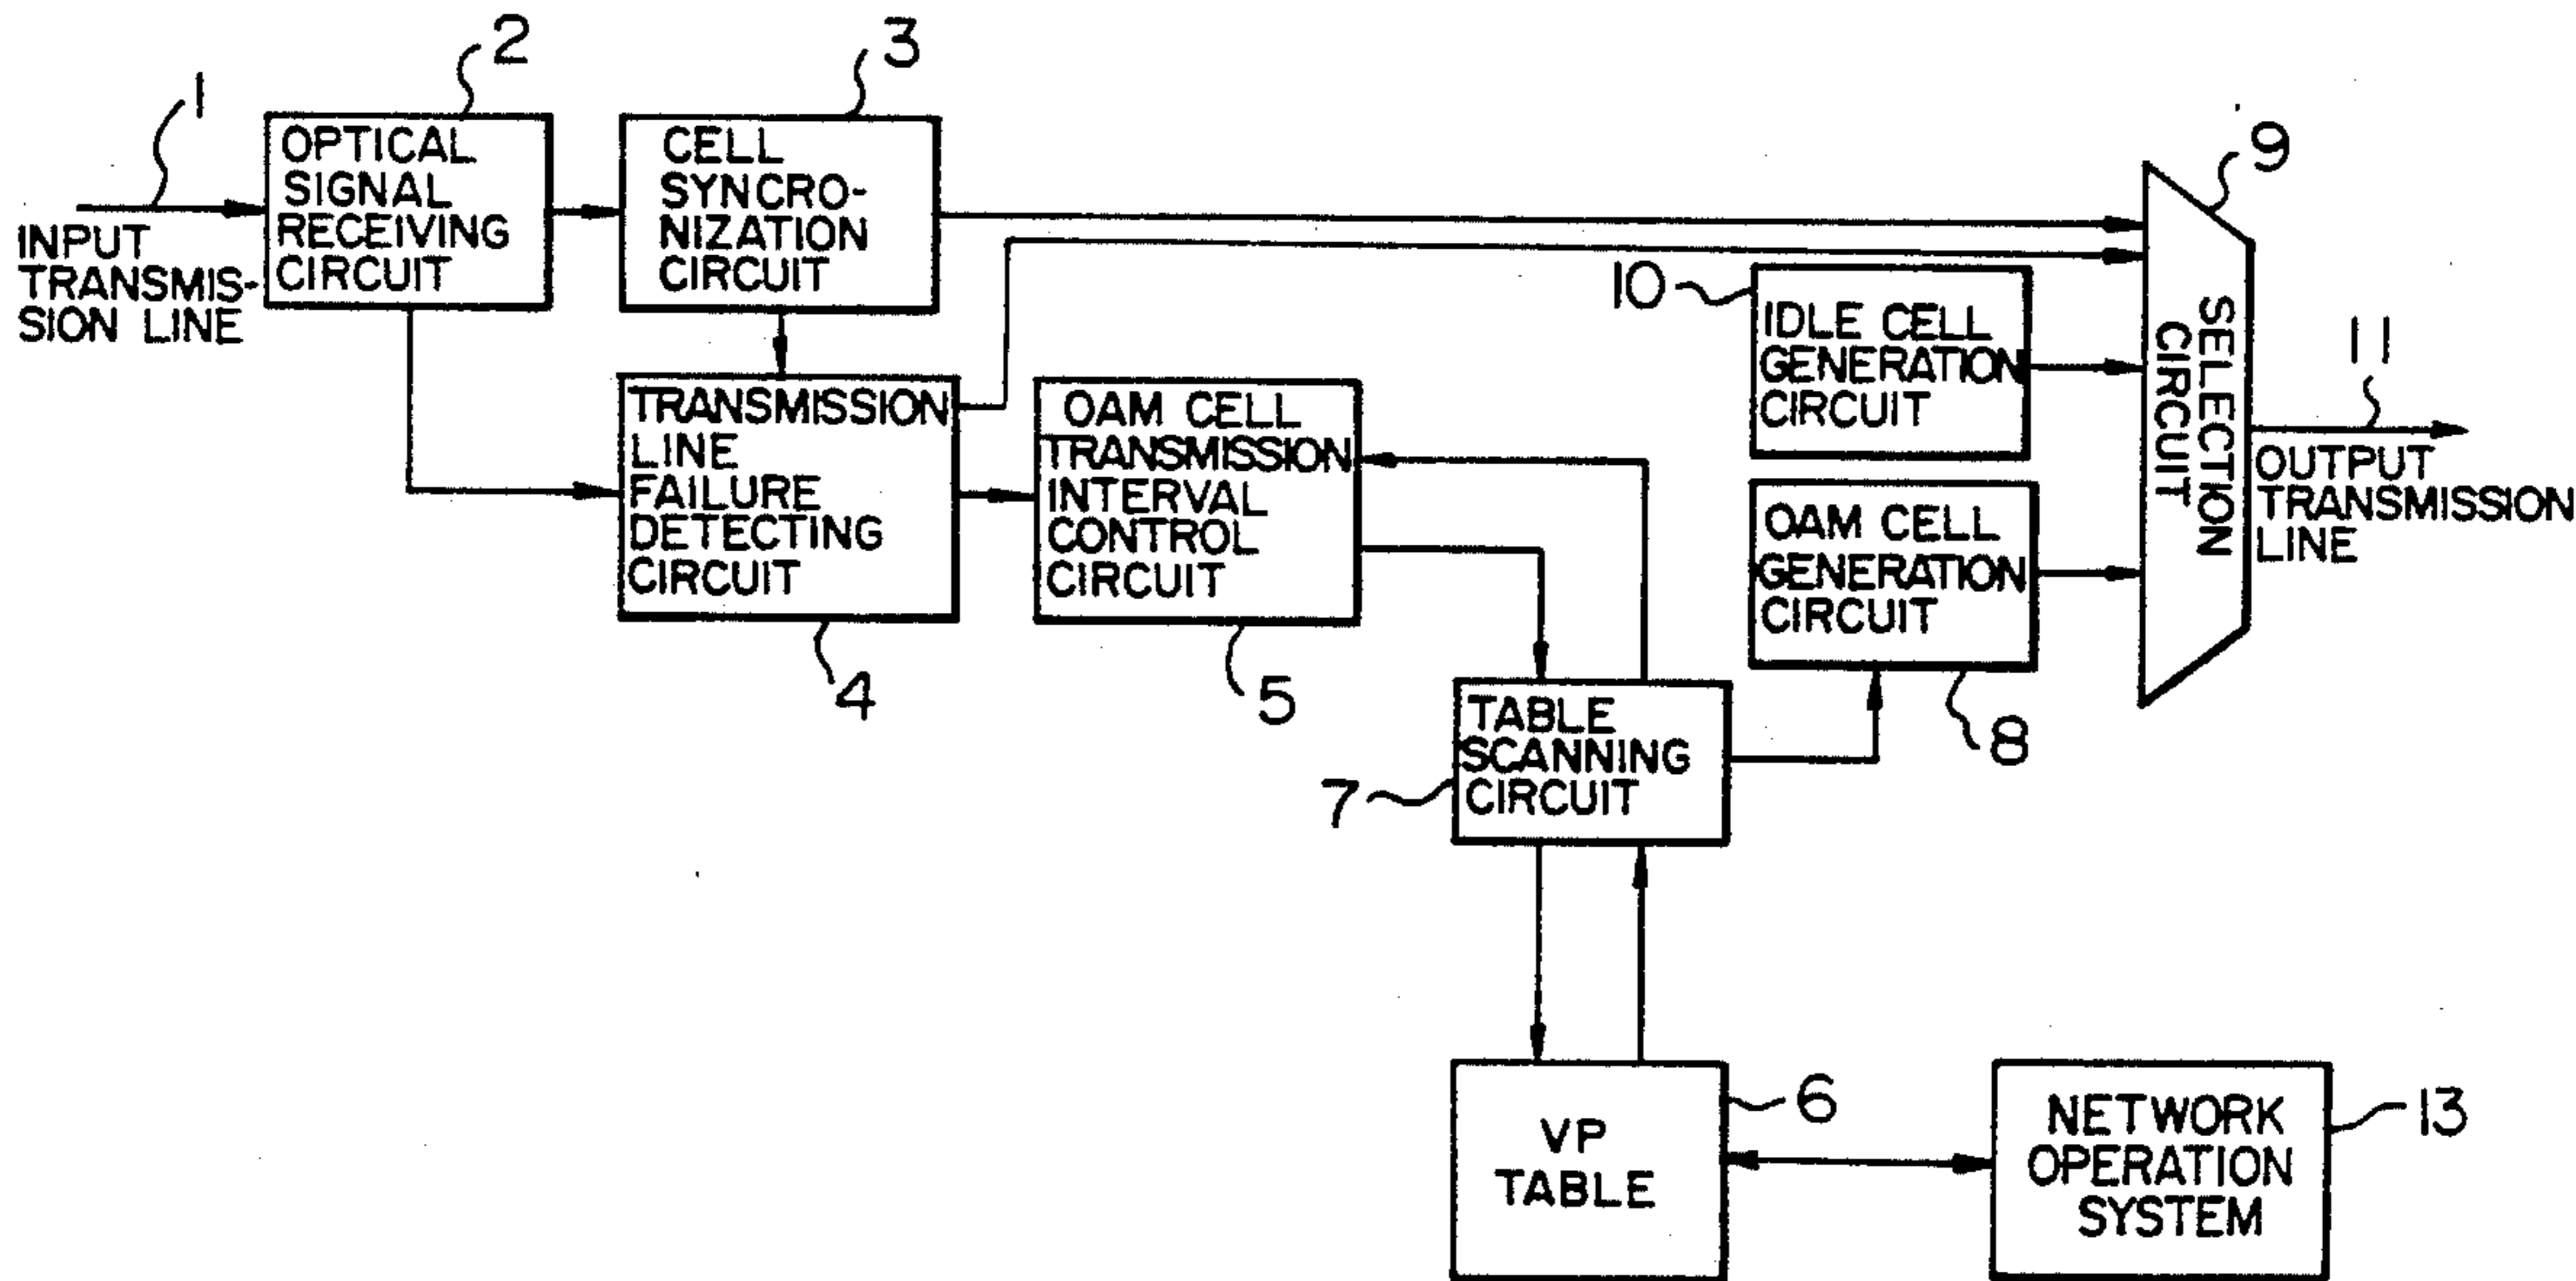 1
INPUT
TRANSMIS-
SION LINE
2
OPTICAL
SIGNAL
RECEIVING
CIRCUIT
3
CELL
SYNCRO-
NIZATION
CIRCUIT
TRANSMISSION
LINE
FAILURE
DETECTING
CIRCUIT
4
OAM CELL
TRANSMISSION
INTERVAL
CONTROL
CIRCUIT
5
10
IDLE CELL
GENERATION
CIRCUIT
OAM CELL
GENERATION
CIRCUIT
8
9
SELECTION
CIRCUIT
11
OUTPUT
TRANSMISSION
LINE
7
TABLE
SCANNING
CIRCUIT
VP
TABLE
6
NETWORK
OPERATION
SYSTEM
13